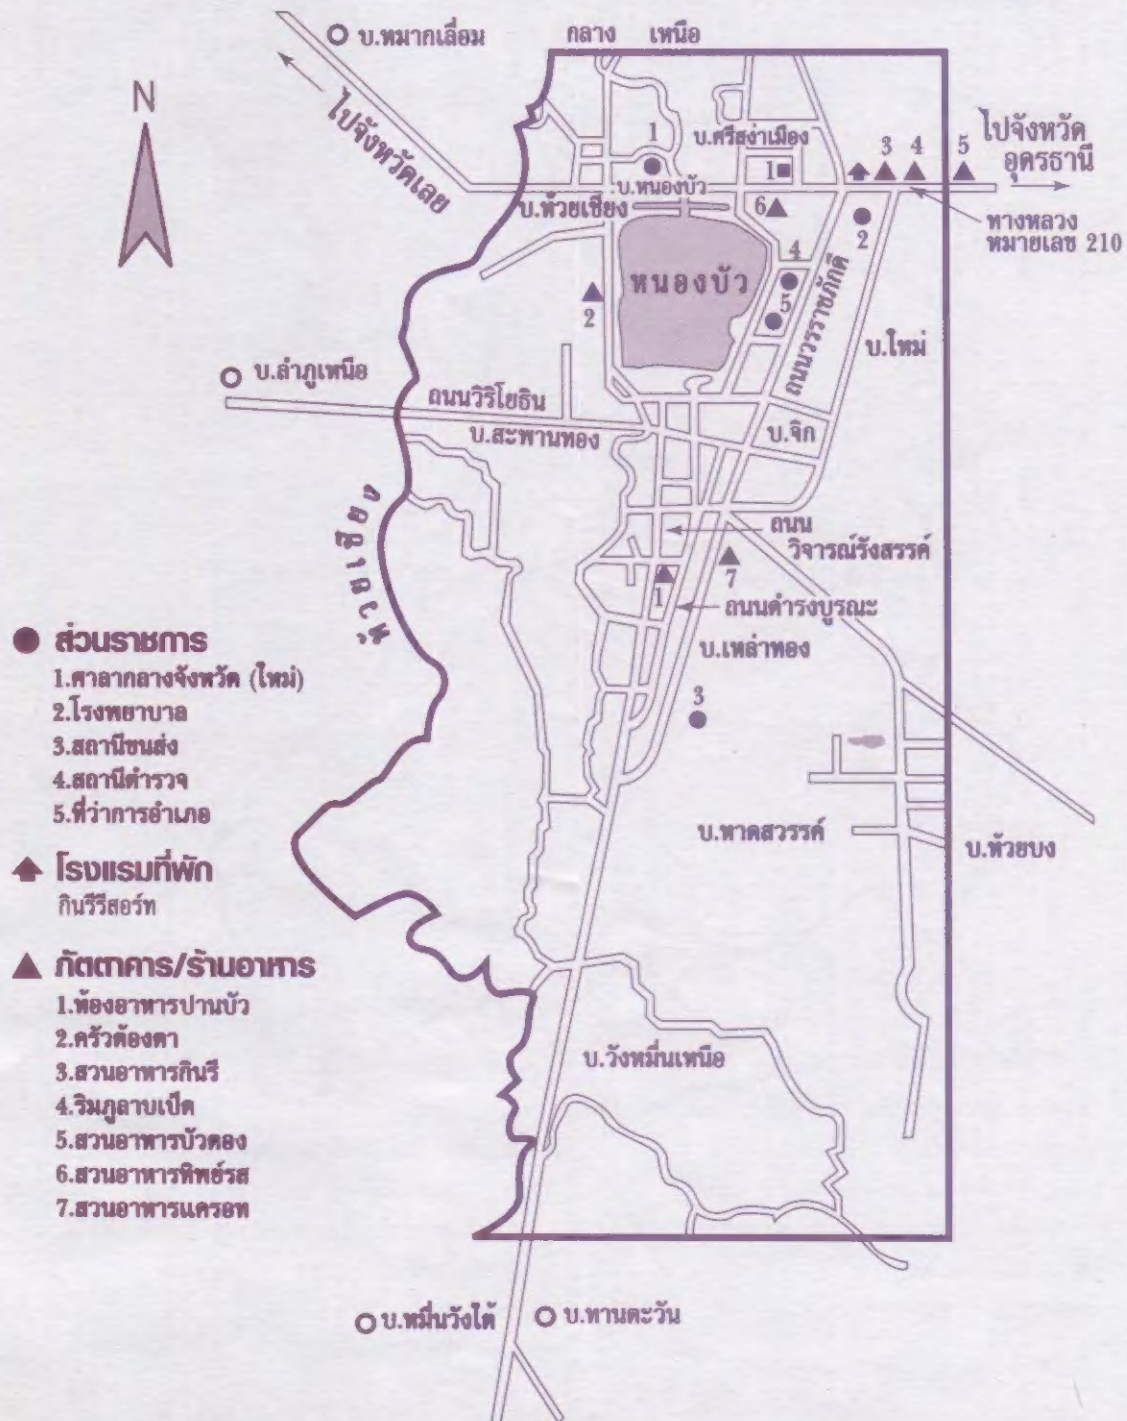 บ.หมากเลื่อม
กลาง เหนือ
N
ไปจังหวัดเลย
1
บ.ศรีสง่าเมือง
1
3
4
5
ไปจังหวัด
อุดรธานี
บ.หนองบัว
บ.ห้วยเชียง
6
2
ทางหลวง
หมายเลข 210
4
หนองบัว
5
2
ถนนวรราชภักดี
บ.ใหม่
บ.ลำภูเหนือ
ถนนวิริโยธิน
บ.สะพานทอง
บ.จิก
ห้วยเชียง
ถนน
วิจารณ์รังสรรค์
1
7
ถนนดำรงบูรณะ
บ.เหล่าทอง
3
บ.หาดสวรรค์
บ.ห้วยบง
บ.วังหมื่นเหนือ
บ.หมื่นวังใต้
บ.ทานตะวัน
ส่วนราชการ
1.ศาลากลางจังหวัด (ใหม่)
2.โรงพยาบาล
3.สถานีขนส่ง
4.สถานีตำรวจ
5.ที่ว่าการอำเภอ
โรงแรมที่พัก
กินรีรีสอร์ท
ภัตตาคาร/ร้านอาหาร
1.ห้องอาหารปานบัว
2.ครัวต้องตา
3.สวนอาหารกินรี
4.ริมภูลาบเป็ด
5.สวนอาหารบัวตอง
6.สวนอาหารทิพย์รส
7.สวนอาหารแครอท